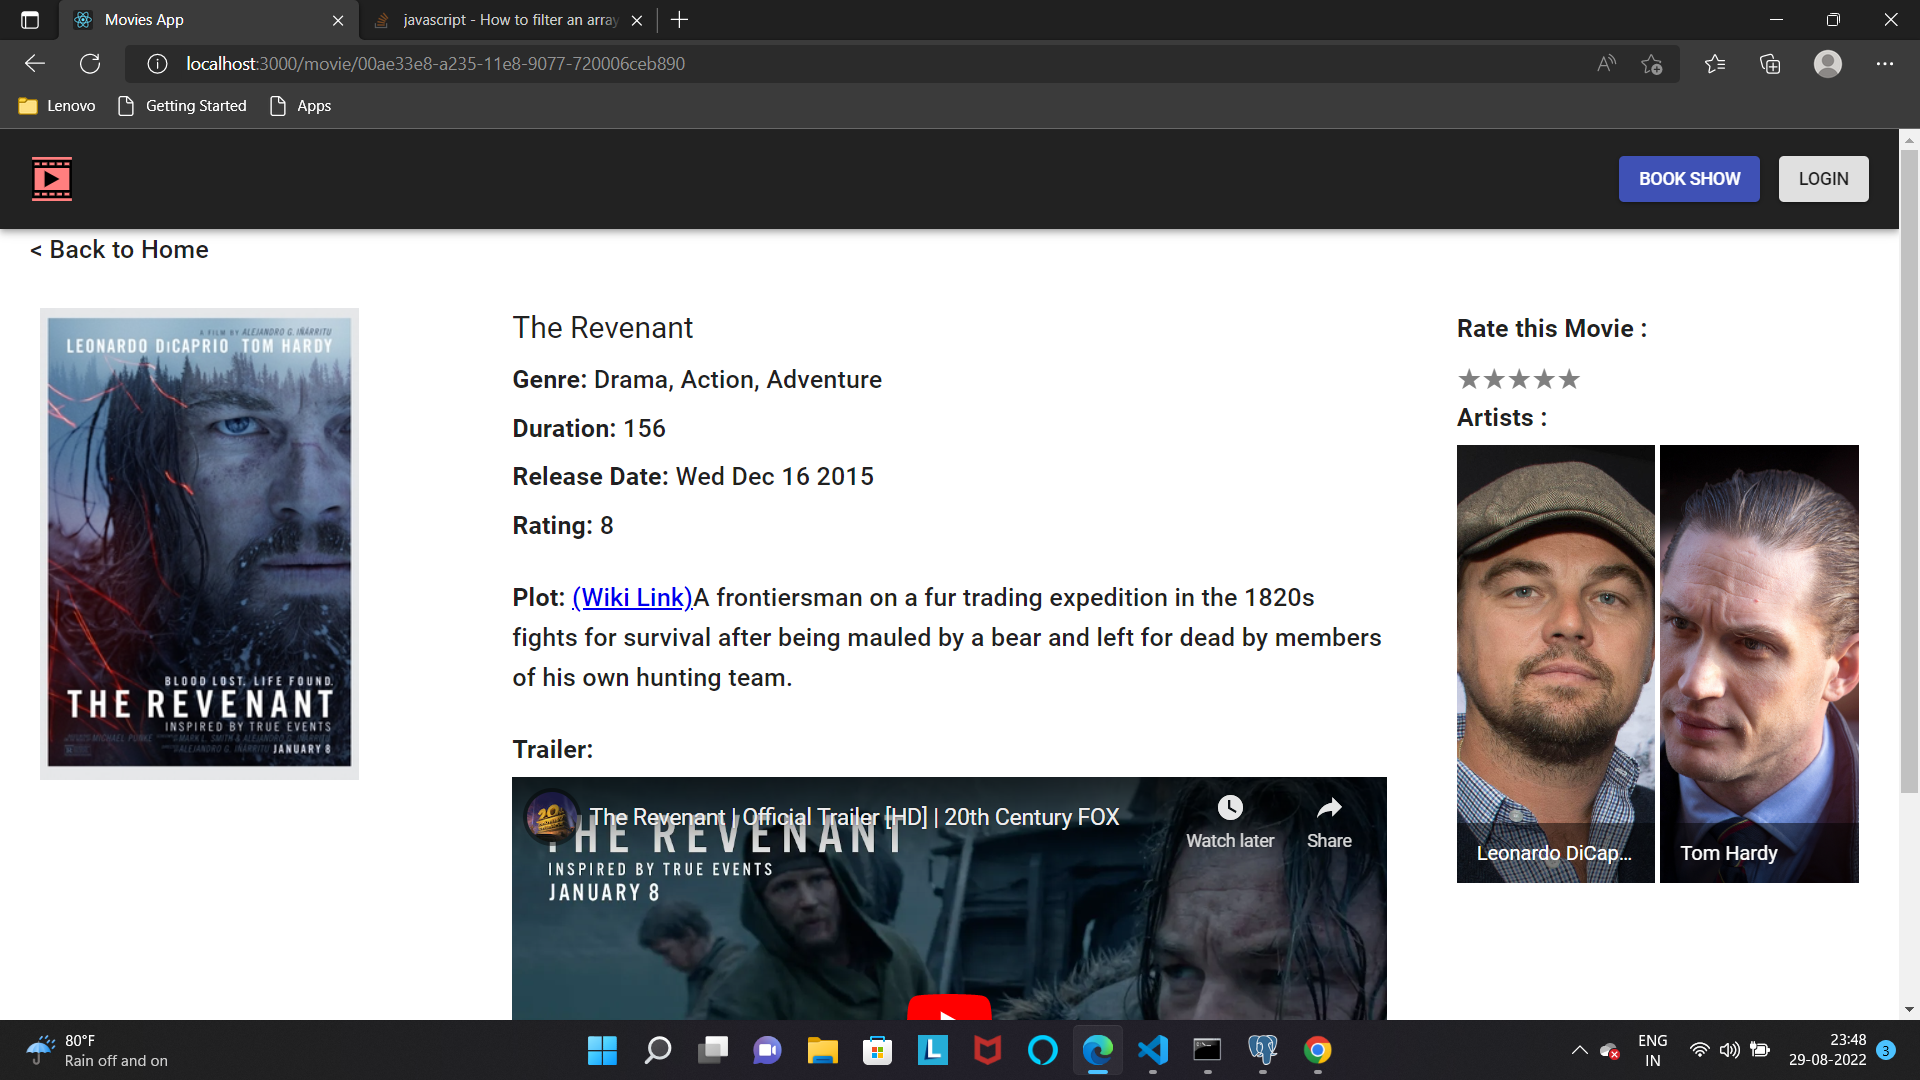 Movies App
javascript - How to filter an array
localhost:3000/movie/00ae33e8-a235-11e8-9077-720006ceb890
Lenovo
Getting Started
Apps
BOOK SHOW
LOGIN
< Back to Home
A FILM BY ALEJANDRO G. IÑÁRRITU
LEONARDO DiCAPRIO TOM HARDY
BLOOD LOST. LIFE FOUND.
THE REVENANT
INSPIRED BY TRUE EVENTS
JANUARY 8
The Revenant
Genre: Drama, Action, Adventure
Duration: 156
Release Date: Wed Dec 16 2015
Rating: 8
Plot: (Wiki Link)A frontiersman on a fur trading expedition in the 1820s
fights for survival after being mauled by a bear and left for dead by members
of his own hunting team.
Trailer:
The Revenant | Official Trailer [HD] | 20th Century FOX
Watch later
Share
THE REVENANT
INSPIRED BY TRUE EVENTS
JANUARY 8
Rate this Movie :
Artists :
Leonardo DiCap...
Tom Hardy
80°F
Rain off and on
ENG
IN
23:48
29-08-2022
3